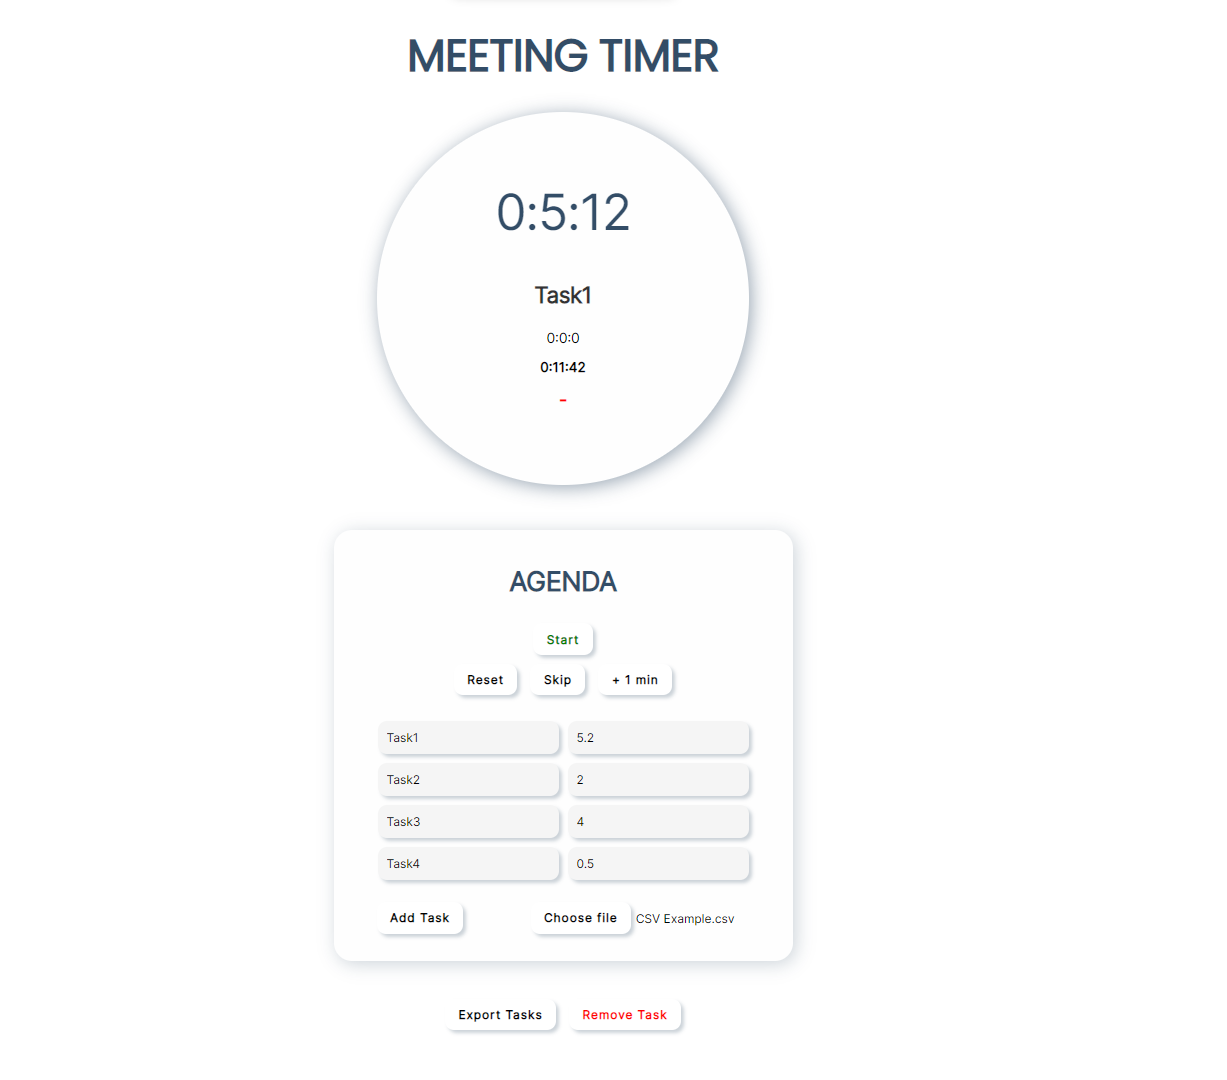 MEETING TIMER
0:5:12
Task1
0:0:0
0:11:42
-
AGENDA
Start
Reset Skip + 1 min
Task1 5.2
Task2 2
Task3 4
Task4 0.5
Add Task Choose file CSV Example.csv
Export Tasks Remove Task